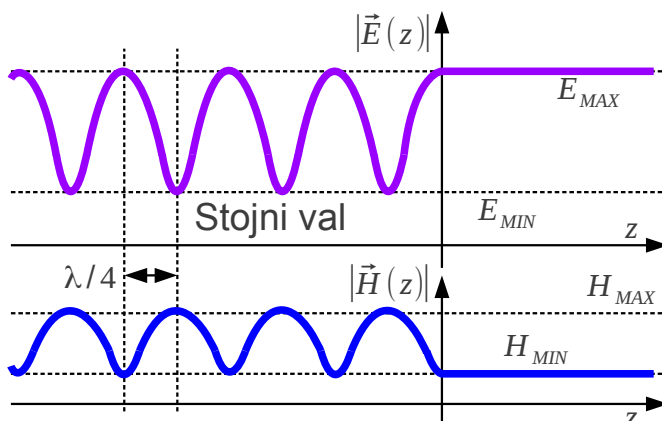 |E⃗(z)|
E_MAX
Stojni val
E_MIN
z
λ/4
|H⃗(z)|
H_MAX
H_MIN
z